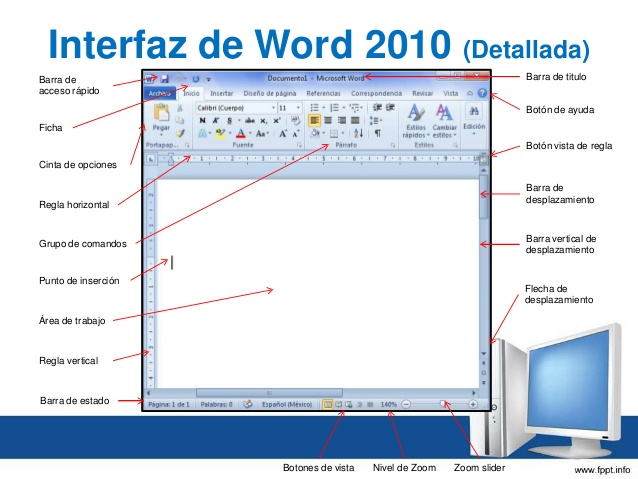 Interfaz de Word 2010 (Detallada)
Barra de
acceso rápido
Ficha
Cinta de opciones
Regla horizontal
Grupo de comandos
Punto de inserción
Área de trabajo
Regla vertical
Barra de estado
Documento1 - Microsoft Word
Archivo Inicio Insertar Diseño de página Referencias Correspondencia Revisar Vista
Calibri (Cuerpo) 11
Pegar
Estilos rápidos
Cambiar estilos
Edición
Portapap... Fuente Párrafo Estilos
Página: 1 de 1 Palabras: 0 Español (México) 140%
Barra de titulo
Botón de ayuda
Botón vista de regla
Barra de
desplazamiento
Barra vertical de
desplazamiento
Flecha de
desplazamiento
Botones de vista Nivel de Zoom Zoom slider
www.fppt.info